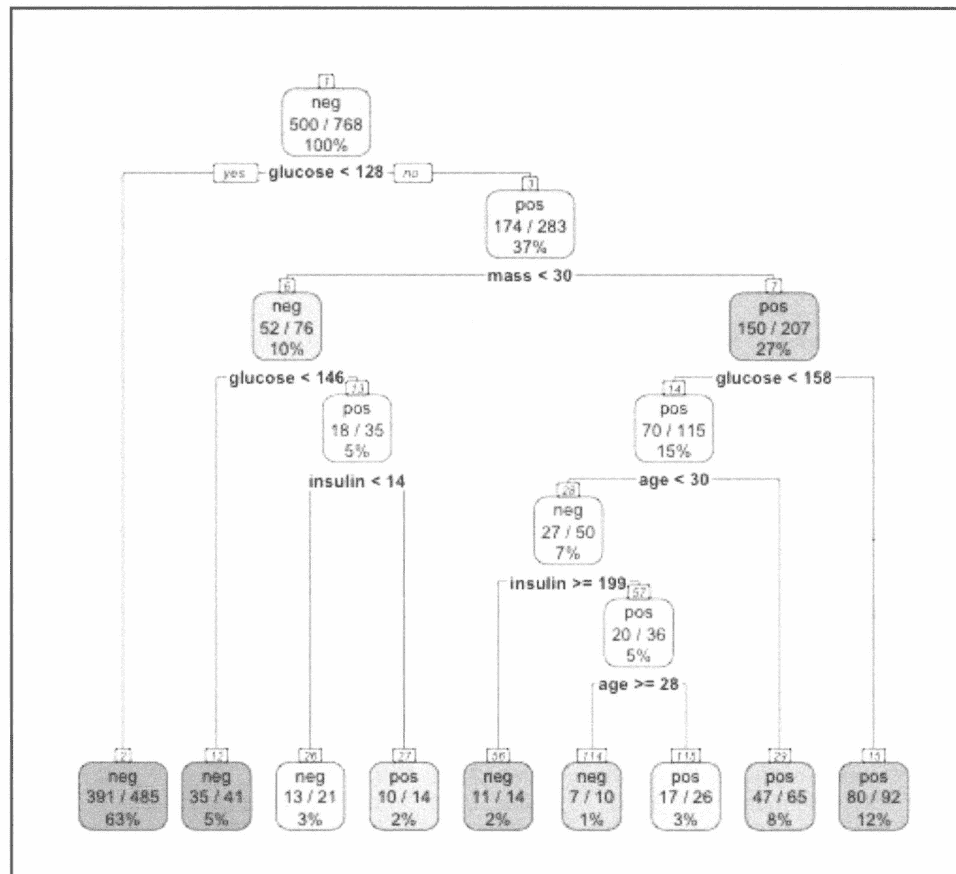 1
neg
500 / 768
100%
yes glucose < 128 no
3
pos
174 / 283
37%
mass < 30
6
neg
52 / 76
10%
7
pos
150 / 207
27%
glucose < 146
glucose < 158
13
pos
18 / 35
5%
14
pos
70 / 115
15%
insulin < 14
age < 30
28
neg
27 / 50
7%
insulin >= 199
57
pos
20 / 36
5%
age >= 28
2
neg
391 / 485
63%
12
neg
35 / 41
5%
26
neg
13 / 21
3%
27
pos
10 / 14
2%
56
neg
11 / 14
2%
114
neg
7 / 10
1%
115
pos
17 / 26
3%
29
pos
47 / 65
8%
15
pos
80 / 92
12%